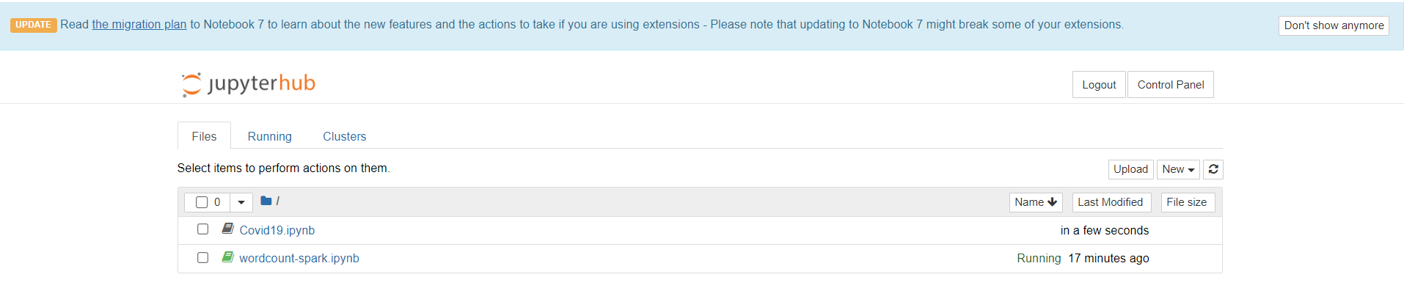 UPDATE Read the migration plan to Notebook 7 to learn about the new features and the actions to take if you are using extensions - Please note that updating to Notebook 7 might break some of your extensions. Don't show anymore
jupyterhub Logout Control Panel
Files Running Clusters
Select items to perform actions on them. Upload New
0 / Name Last Modified File size
Covid19.ipynb in a few seconds
wordcount-spark.ipynb Running 17 minutes ago